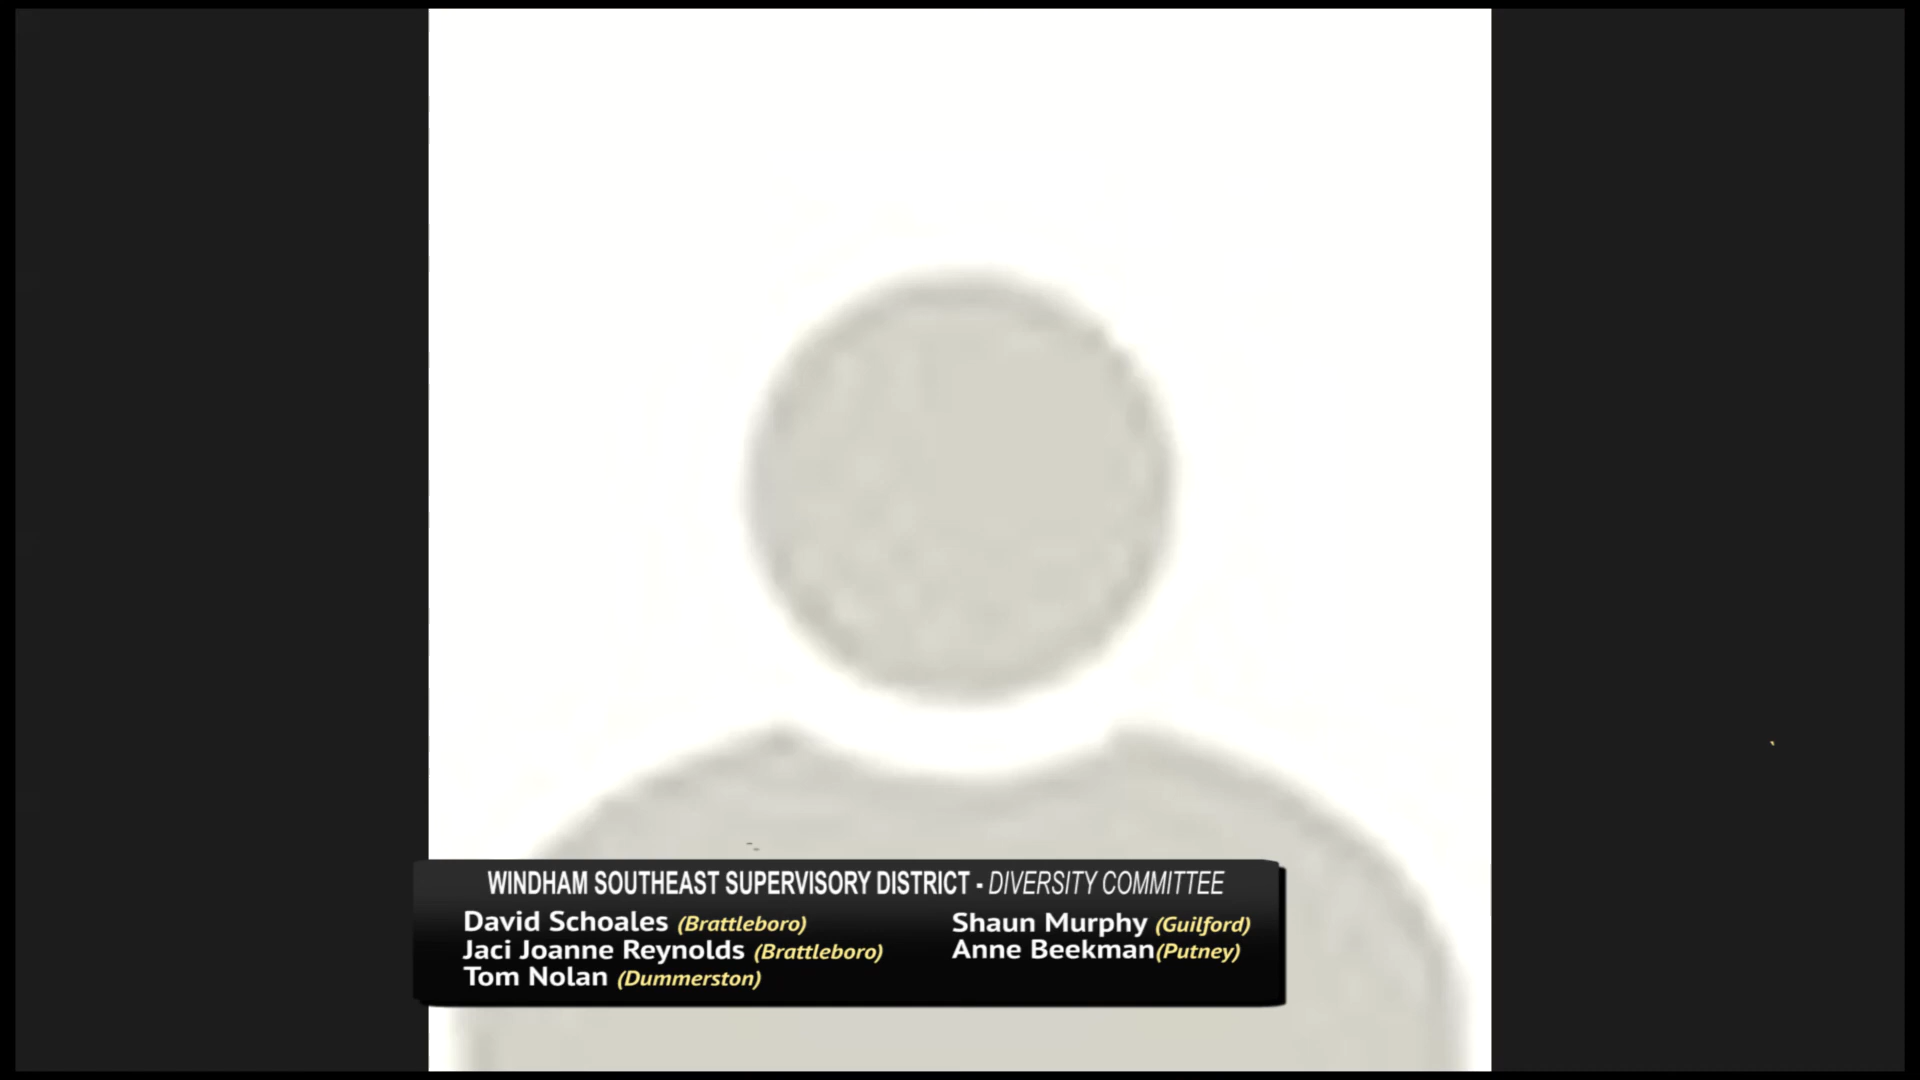 WINDHAM SOUTHEAST SUPERVISORY DISTRICT - DIVERSITY COMMITTEE
David Schoales (Brattleboro)
Jaci Joanne Reynolds (Brattleboro)
Tom Nolan (Dummerston)
Shaun Murphy (Guilford)
Anne Beekman(Putney)